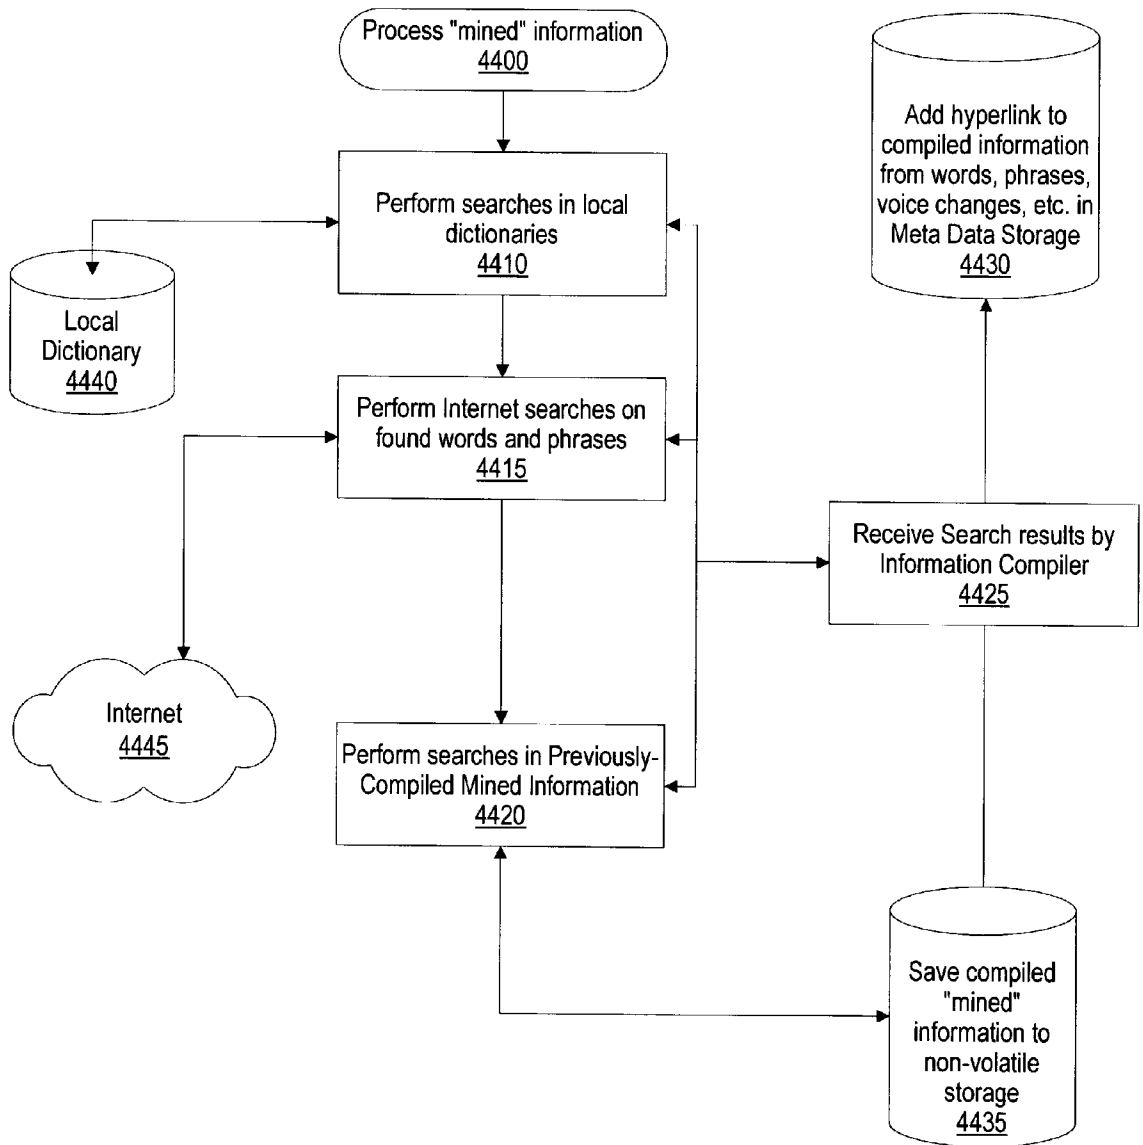 Process "mined" information
4400
Perform searches in local
dictionaries
4410
Local
Dictionary
4440
Perform Internet searches on
found words and phrases
4415
Internet
4445
Perform searches in Previously-
Compiled Mined Information
4420
Add hyperlink to
compiled information
from words, phrases,
voice changes, etc. in
Meta Data Storage
4430
Receive Search results by
Information Compiler
4425
Save compiled
"mined"
information to
non-volatile
storage
4435